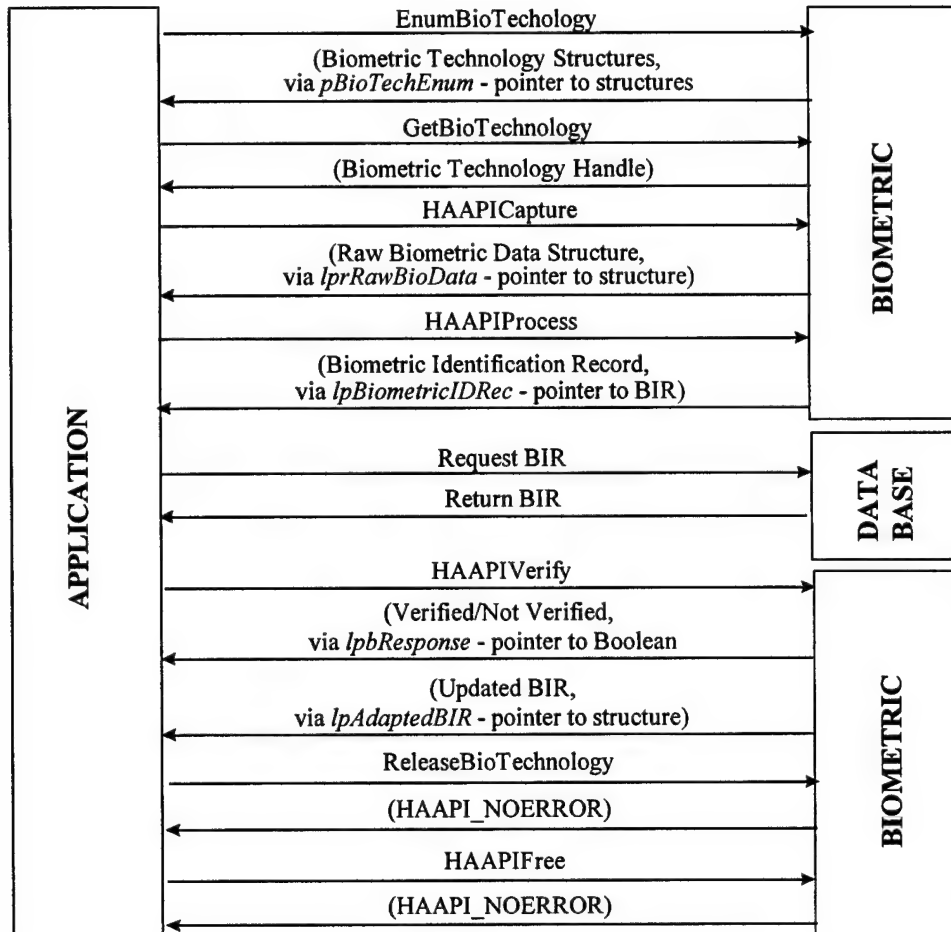 EnumBioTechology
(Biometric Technology Structures,
via pBioTechEnum - pointer to structures
GetBioTechnology
(Biometric Technology Handle)
HAAPICapture
(Raw Biometric Data Structure,
via lprRawBioData - pointer to structure)
HAAPIProcess
(Biometric Identification Record,
via lpBiometricIDRec - pointer to BIR)
BIOMETRIC
APPLICATION
Request BIR
Return BIR
DATA
BASE
HAAPIVerify
(Verified/Not Verified,
via lpbResponse - pointer to Boolean
(Updated BIR,
via lpAdaptedBIR - pointer to structure)
ReleaseBioTechnology
(HAAPI_NOERROR)
HAAPIFree
(HAAPI_NOERROR)
BIOMETRIC